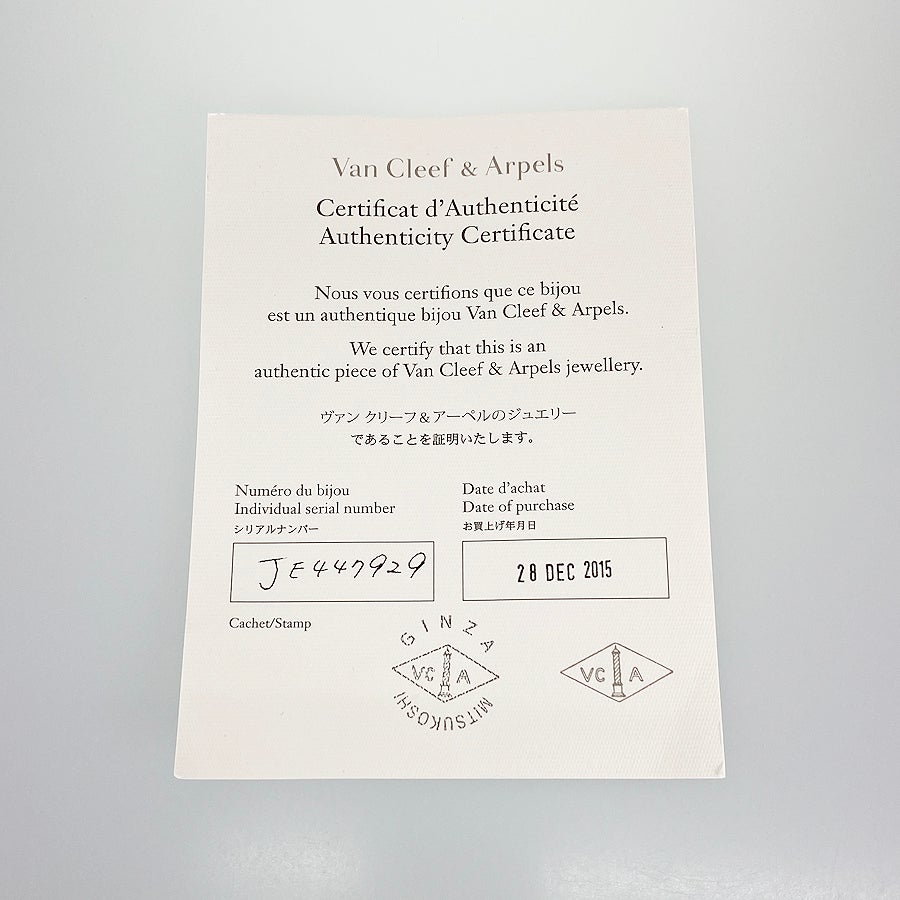 Van Cleef & Arpels
Certificat d'Authenticité
Authenticity Certificate
Nous vous certifions que ce bijou
est un authentique bijou Van Cleef & Arpels.
We certify that this is an
authentic piece of Van Cleef & Arpels jewellery.
ヴァン クリーフ&アーペルのジュエリー
であることを証明いたします。
Numéro du bijou
Individual serial number
シリアルナンバー
JE447929
Date d'achat
Date of purchase
お買上げ年月日
28 DEC 2015
Cachet/Stamp
GINZA
VC A
MITSUKOSHI
VC A